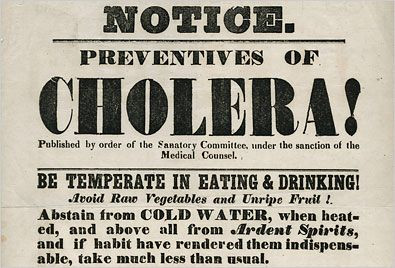 NOTICE.
PREVENTIVES OF
CHOLERA!
Published by order of the Sanatory Committee, under the sanction of the
Medical Counsel.
BE TEMPERATE IN EATING & DRINKING!
Avoid Raw Vegetables and Unripe Fruit !.
Abstain from COLD WATER, when heat-
ed, and above all from Ardent Spirits,
and if habit have rendered them indispens-
able, take much less than usual.